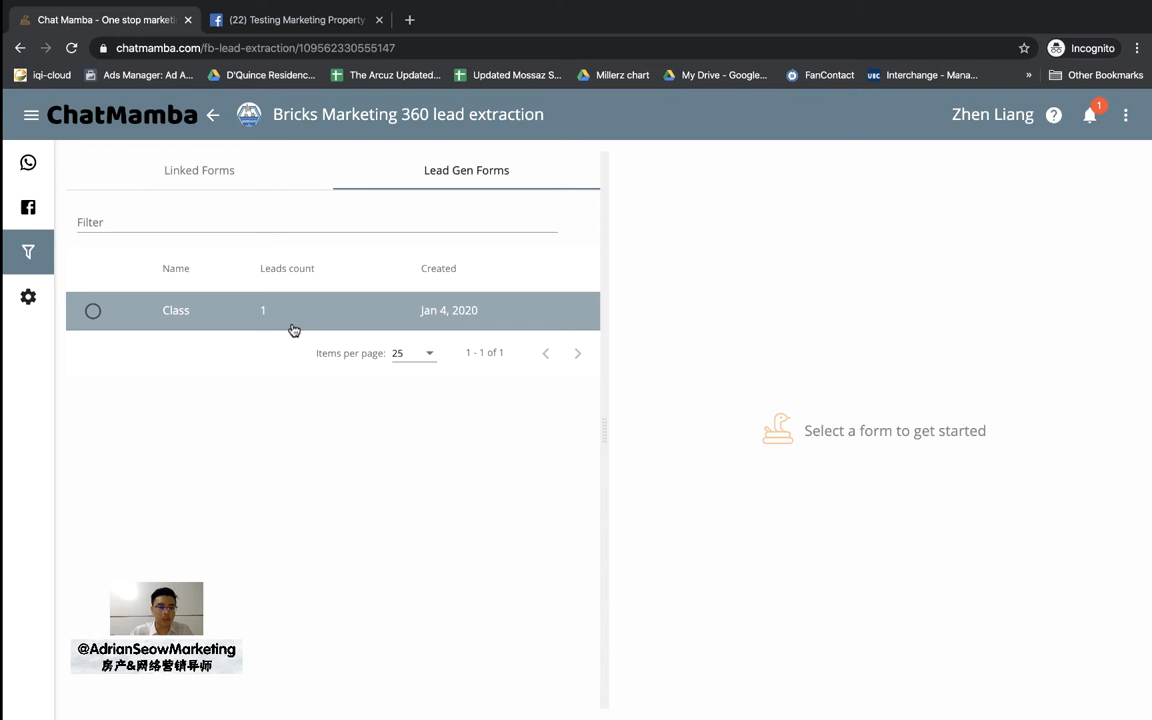 Chat Mamba - One stop marketi
(22) Testing Marketing Property
chatmamba.com/fb-lead-extraction/109562330555147
Incognito
iqi-cloud
Ads Manager: Ad A...
D'Quince Residenc...
The Arcuz Updated...
Updated Mossaz S...
Millerz chart
My Drive - Google...
FanContact
UBC
Interchange - Mana...
»
Other Bookmarks
ChatMamba
Bricks Marketing 360 lead extraction
Zhen Liang
1
Linked Forms
Lead Gen Forms
Filter
Name
Leads count
Created
Class
1
Jan 4, 2020
Items per page:
25
1 - 1 of 1
Select a form to get started
@AdrianSeowMarketing
房产&网络营销导师